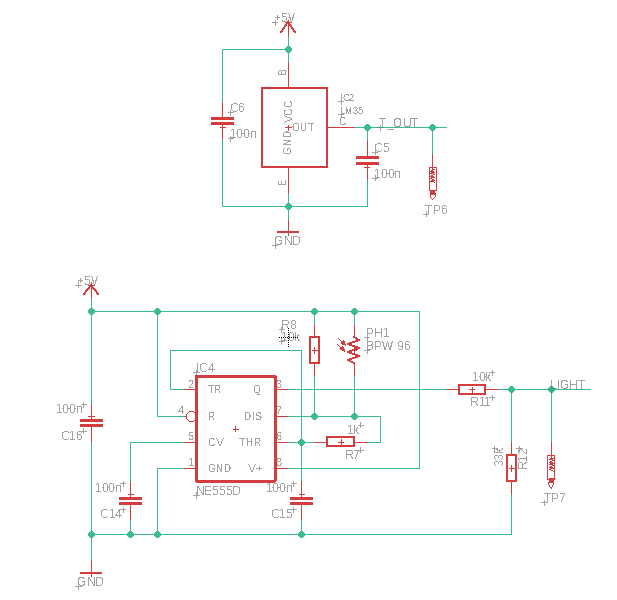 +5V
B
C6
IC2
LM35
VCC
OUT
C
T_OUT
GND
100n
C5
100n
E
TP6
GND
+5V
R8
PH1
BPW 96
IC4
2
TR
Q
3
10k
LIGHT
R11
100n
4
R
DIS
7
C16
1k
5
CV
THR
6
R7
33k
R12
1
GND
V+
8
100n
NE555D
100n
TP7
C14
C15
GND